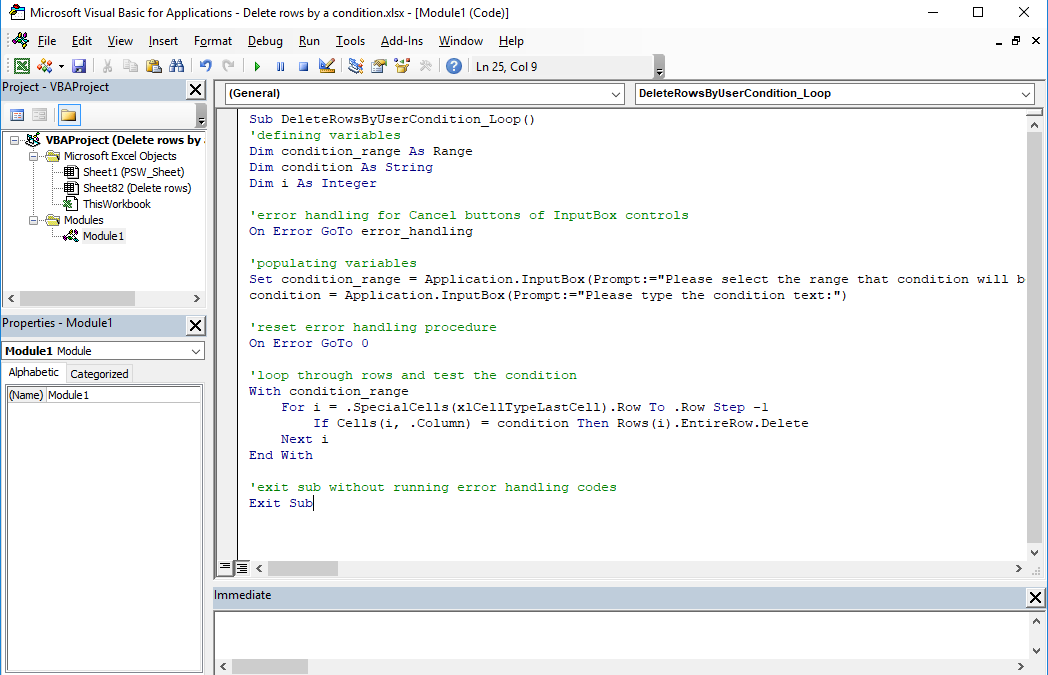 Microsoft Visual Basic for Applications - Delete rows by a condition.xlsx - [Module1 (Code)]
File Edit View Insert Format Debug Run Tools Add-Ins Window Help
Ln 25, Col 9
Project - VBAProject
VBAProject (Delete rows by
Microsoft Excel Objects
Sheet1 (PSW_Sheet)
Sheet82 (Delete rows)
ThisWorkbook
Modules
Module1
Properties - Module1
Module1 Module
Alphabetic Categorized
(Name) Module1
(General) DeleteRowsByUserCondition_Loop
Sub DeleteRowsByUserCondition_Loop()
'defining variables
Dim condition_range As Range
Dim condition As String
Dim i As Integer
'error handling for Cancel buttons of InputBox controls
On Error GoTo error_handling
'populating variables
Set condition_range = Application.InputBox(Prompt:="Please select the range that condition will b
condition = Application.InputBox(Prompt:="Please type the condition text:")
'reset error handling procedure
On Error GoTo 0
'loop through rows and test the condition
With condition_range
For i = .SpecialCells(xlCellTypeLastCell).Row To .Row Step -1
If Cells(i, .Column) = condition Then Rows(i).EntireRow.Delete
Next i
End With
'exit sub without running error handling codes
Exit Sub
Immediate